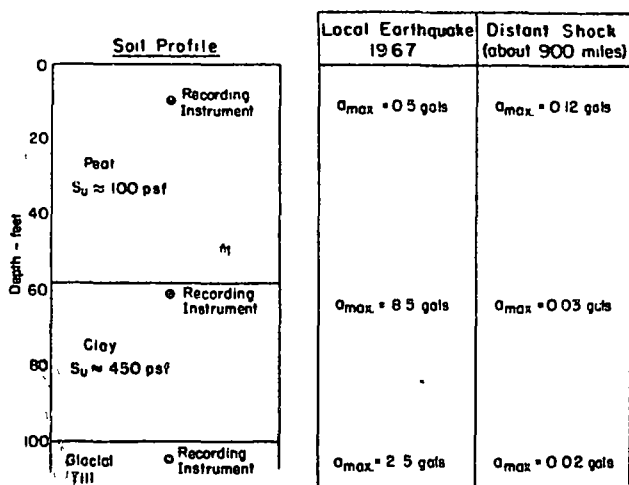 Soil Profile
Local Earthquake
1967
Distant Shock
(about 900 miles)
0
20
40
60
80
100
Depth - feet
Recording
Instrument
Peat
Su ≈ 100 psf
ft
Recording
Instrument
Clay
Su ≈ 450 psf
Glacial
Till
Recording
Instrument
amax = 0.5 gals
amax. = 0.12 gals
amax. = 8.5 gals
amax = 0.03 gals
amax. = 2.5 gals
amax. = 0.02 gals